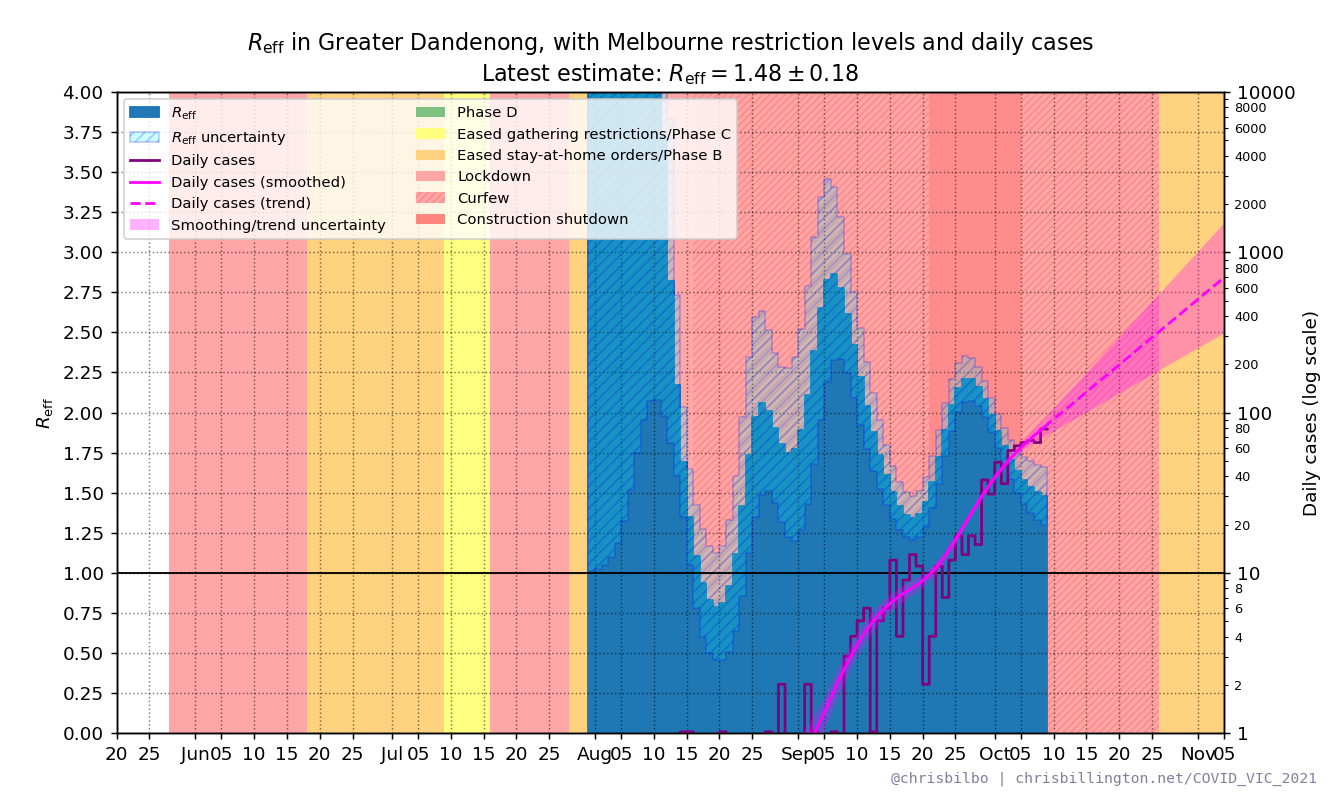 Reff in Greater Dandenong, with Melbourne restriction levels and daily cases
Latest estimate: Reff = 1.48 ± 0.18
Reff
Reff uncertainty
Daily cases
Daily cases (smoothed)
Daily cases (trend)
Smoothing/trend uncertainty
Phase D
Eased gathering restrictions/Phase C
Eased stay-at-home orders/Phase B
Lockdown
Curfew
Construction shutdown
Reff
4.00
3.75
3.50
3.25
3.00
2.75
2.50
2.25
2.00
1.75
1.50
1.25
1.00
0.75
0.50
0.25
0.00
10000
8000
6000
4000
2000
1000
800
600
400
200
100
80
60
40
20
10
8
6
4
2
1
Daily cases (log scale)
20 25 Jun 05 10 15 20 25 Jul 05 10 15 20 25 Aug 05 10 15 20 25 Sep 05 10 15 20 25 Oct 05 10 15 20 25 Nov 05
@chrisbilbo | chrisbillington.net/COVID_VIC_2021